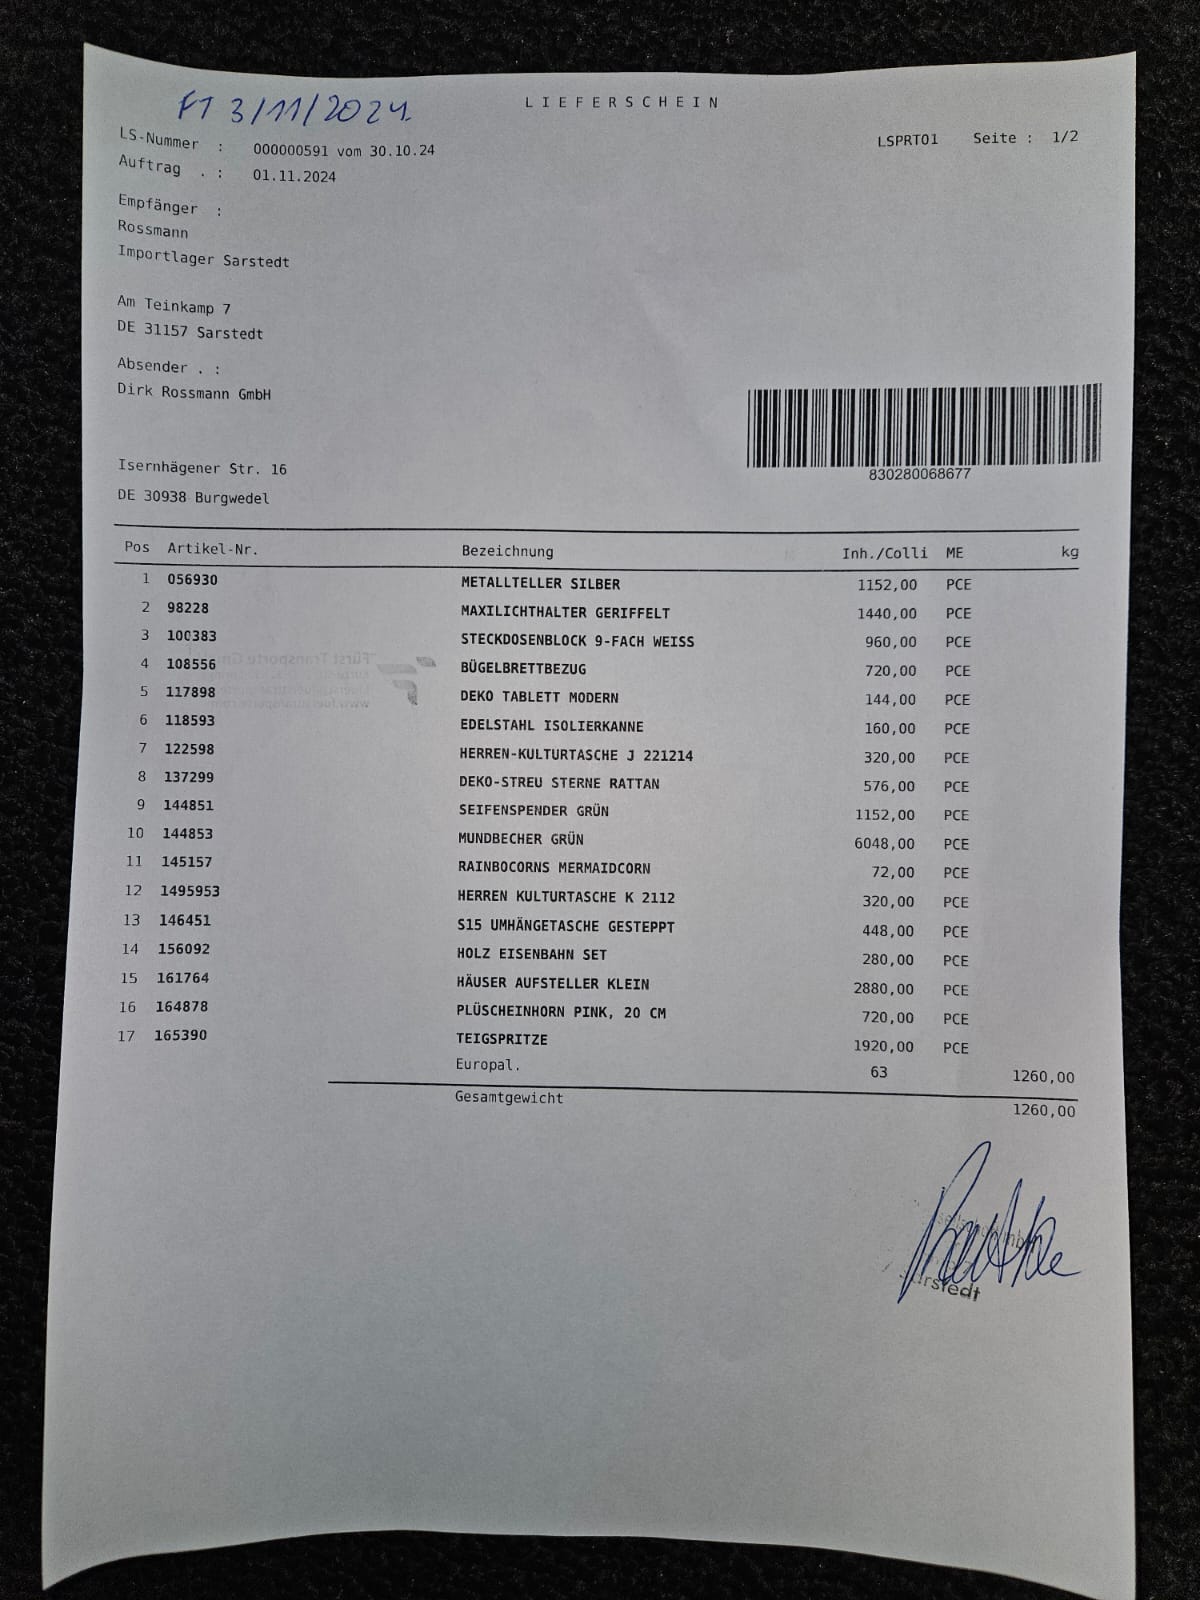 LIEFERSCHEIN
FT 3/11/2024
LS-Nummer : 000000591 vom 30.10.24 LSPRT01 Seite : 1/2
Auftrag . : 01.11.2024
Empfänger :
Rossmann
Importlager Sarstedt
Am Teinkamp 7
DE 31157 Sarstedt
Absender . :
Dirk Rossmann GmbH
830280068677
Isernhägener Str. 16
DE 30938 Burgwedel
Pos Artikel-Nr. Bezeichnung Inh./Colli ME kg
1 056930 METALLTELLER SILBER 1152,00 PCE
2 98228 MAXILICHTHALTER GERIFFELT 1440,00 PCE
3 100383 STECKDOSENBLOCK 9-FACH WEISS 960,00 PCE
4 108556 BÜGELBRETTBEZUG 720,00 PCE
5 117898 DEKO TABLETT MODERN 144,00 PCE
6 118593 EDELSTAHL ISOLIERKANNE 160,00 PCE
7 122598 HERREN-KULTURTASCHE J 221214 320,00 PCE
8 137299 DEKO-STREU STERNE RATTAN 576,00 PCE
9 144851 SEIFENSPENDER GRÜN 1152,00 PCE
10 144853 MUNDBECHER GRÜN 6048,00 PCE
11 145157 RAINBOCORNS MERMAIDCORN 72,00 PCE
12 1495953 HERREN KULTURTASCHE K 2112 320,00 PCE
13 146451 S15 UMHÄNGETASCHE GESTEPPT 448,00 PCE
14 156092 HOLZ EISENBAHN SET 280,00 PCE
15 161764 HÄUSER AUFSTELLER KLEIN 2880,00 PCE
16 164878 PLÜSCHEINHORN PINK, 20 CM 720,00 PCE
17 165390 TEIGSPRITZE 1920,00 PCE
Europal. 63 1260,00
Gesamtgewicht 1260,00